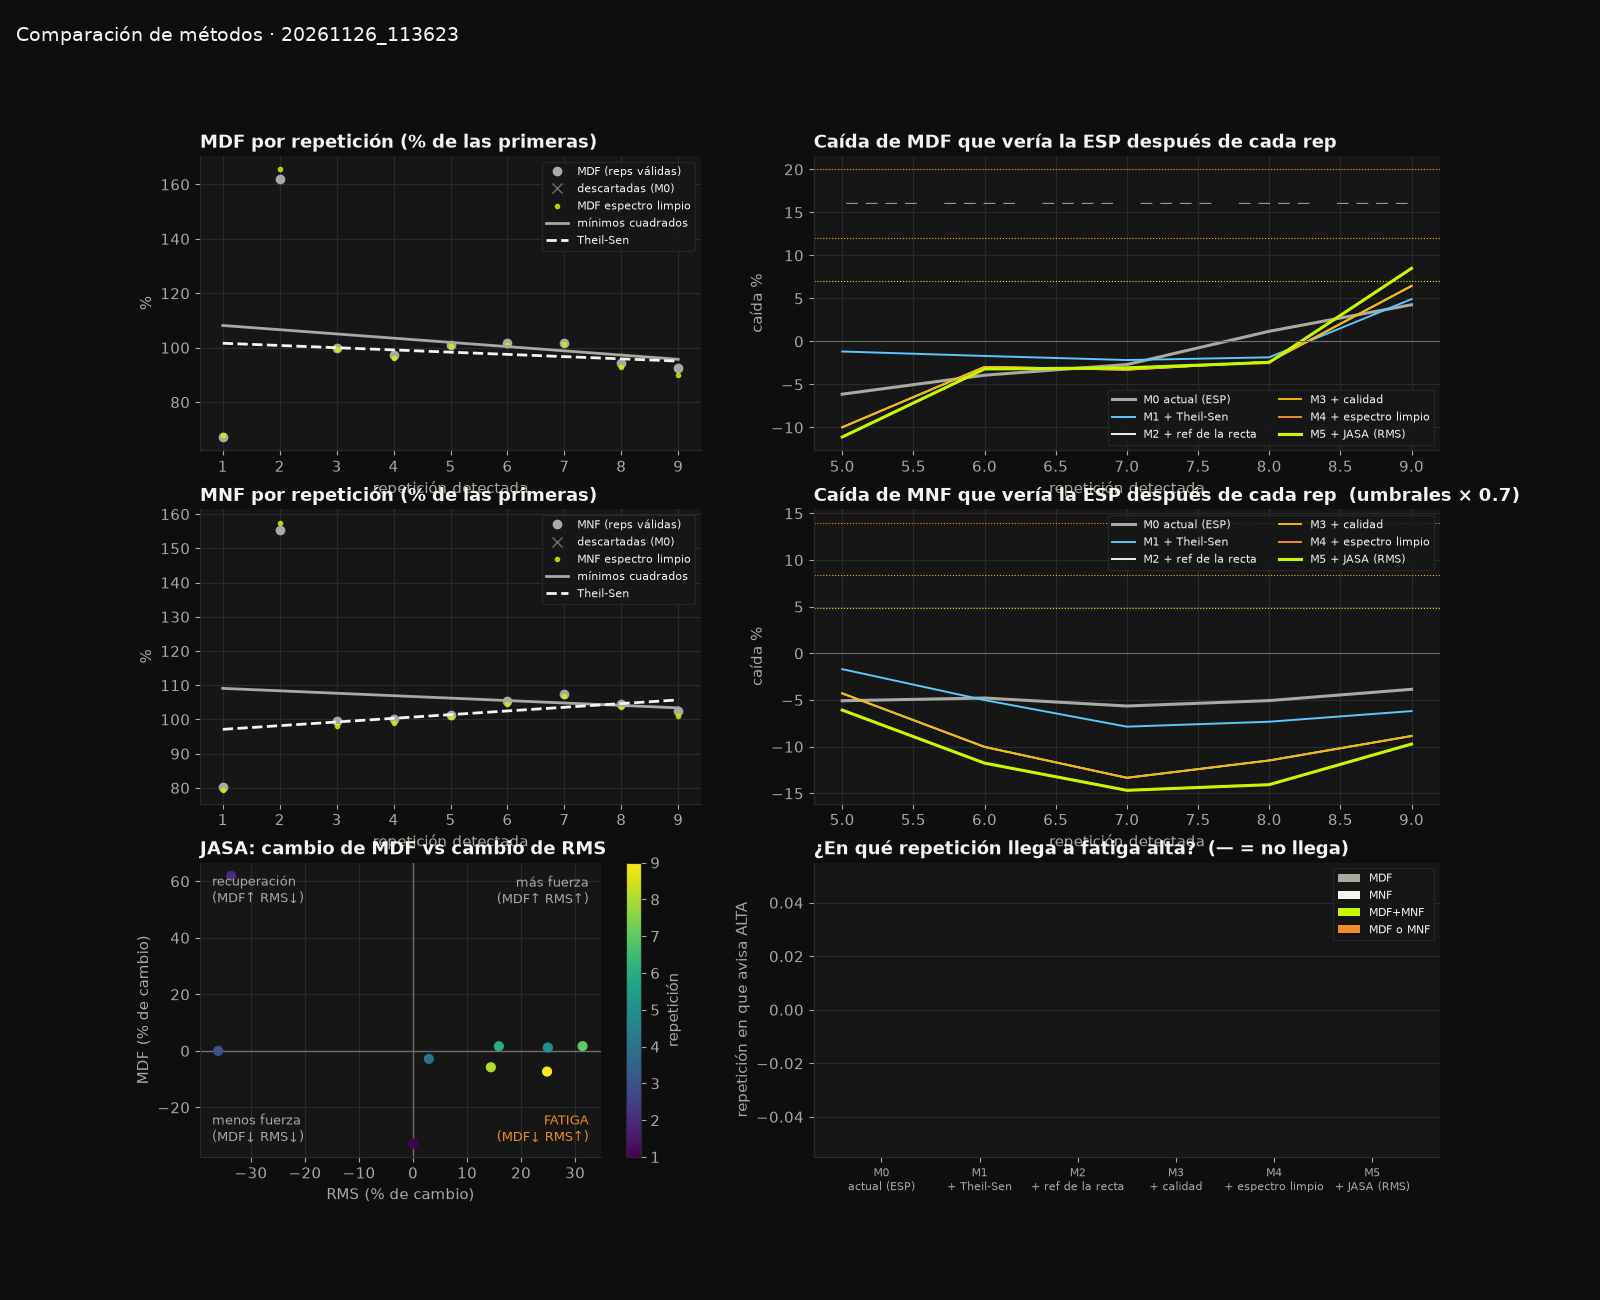 Comparación de métodos · 20261126_113623
MDF por repetición (% de las primeras)
160
140
120
100
80
%
MDF (reps válidas)
descartadas (M0)
MDF espectro limpio
mínimos cuadrados
Theil-Sen
1 2 3 4 5 6 7 8 9
repetición detectada
Caída de MDF que vería la ESP después de cada rep
20
15
10
5
0
−5
−10
caída %
M0 actual (ESP)
M1 + Theil-Sen
M2 + ref de la recta
M3 + calidad
M4 + espectro limpio
M5 + JASA (RMS)
5.0 5.5 6.0 6.5 7.0 7.5 8.0 8.5 9.0
repetición detectada
MNF por repetición (% de las primeras)
160
150
140
130
120
110
100
90
80
%
MNF (reps válidas)
descartadas (M0)
MNF espectro limpio
mínimos cuadrados
Theil-Sen
1 2 3 4 5 6 7 8 9
repetición detectada
Caída de MNF que vería la ESP después de cada rep (umbrales × 0.7)
15
10
5
0
−5
−10
−15
caída %
M0 actual (ESP)
M1 + Theil-Sen
M2 + ref de la recta
M3 + calidad
M4 + espectro limpio
M5 + JASA (RMS)
5.0 5.5 6.0 6.5 7.0 7.5 8.0 8.5 9.0
repetición detectada
JASA: cambio de MDF vs cambio de RMS
60
40
20
0
−20
MDF (% de cambio)
recuperación
(MDF↑ RMS↓)
más fuerza
(MDF↑ RMS↑)
menos fuerza
(MDF↓ RMS↓)
FATIGA
(MDF↓ RMS↑)
−30 −20 −10 0 10 20 30
RMS (% de cambio)
9
8
7
6
5
4
3
2
1
repetición
¿En qué repetición llega a fatiga alta? (— = no llega)
0.04
0.02
0.00
−0.02
−0.04
repetición en que avisa ALTA
MDF
MNF
MDF+MNF
MDF o MNF
M0 M1 M2 M3 M4 M5
actual (ESP) + Theil-Sen + ref de la recta + calidad + espectro limpio + JASA (RMS)